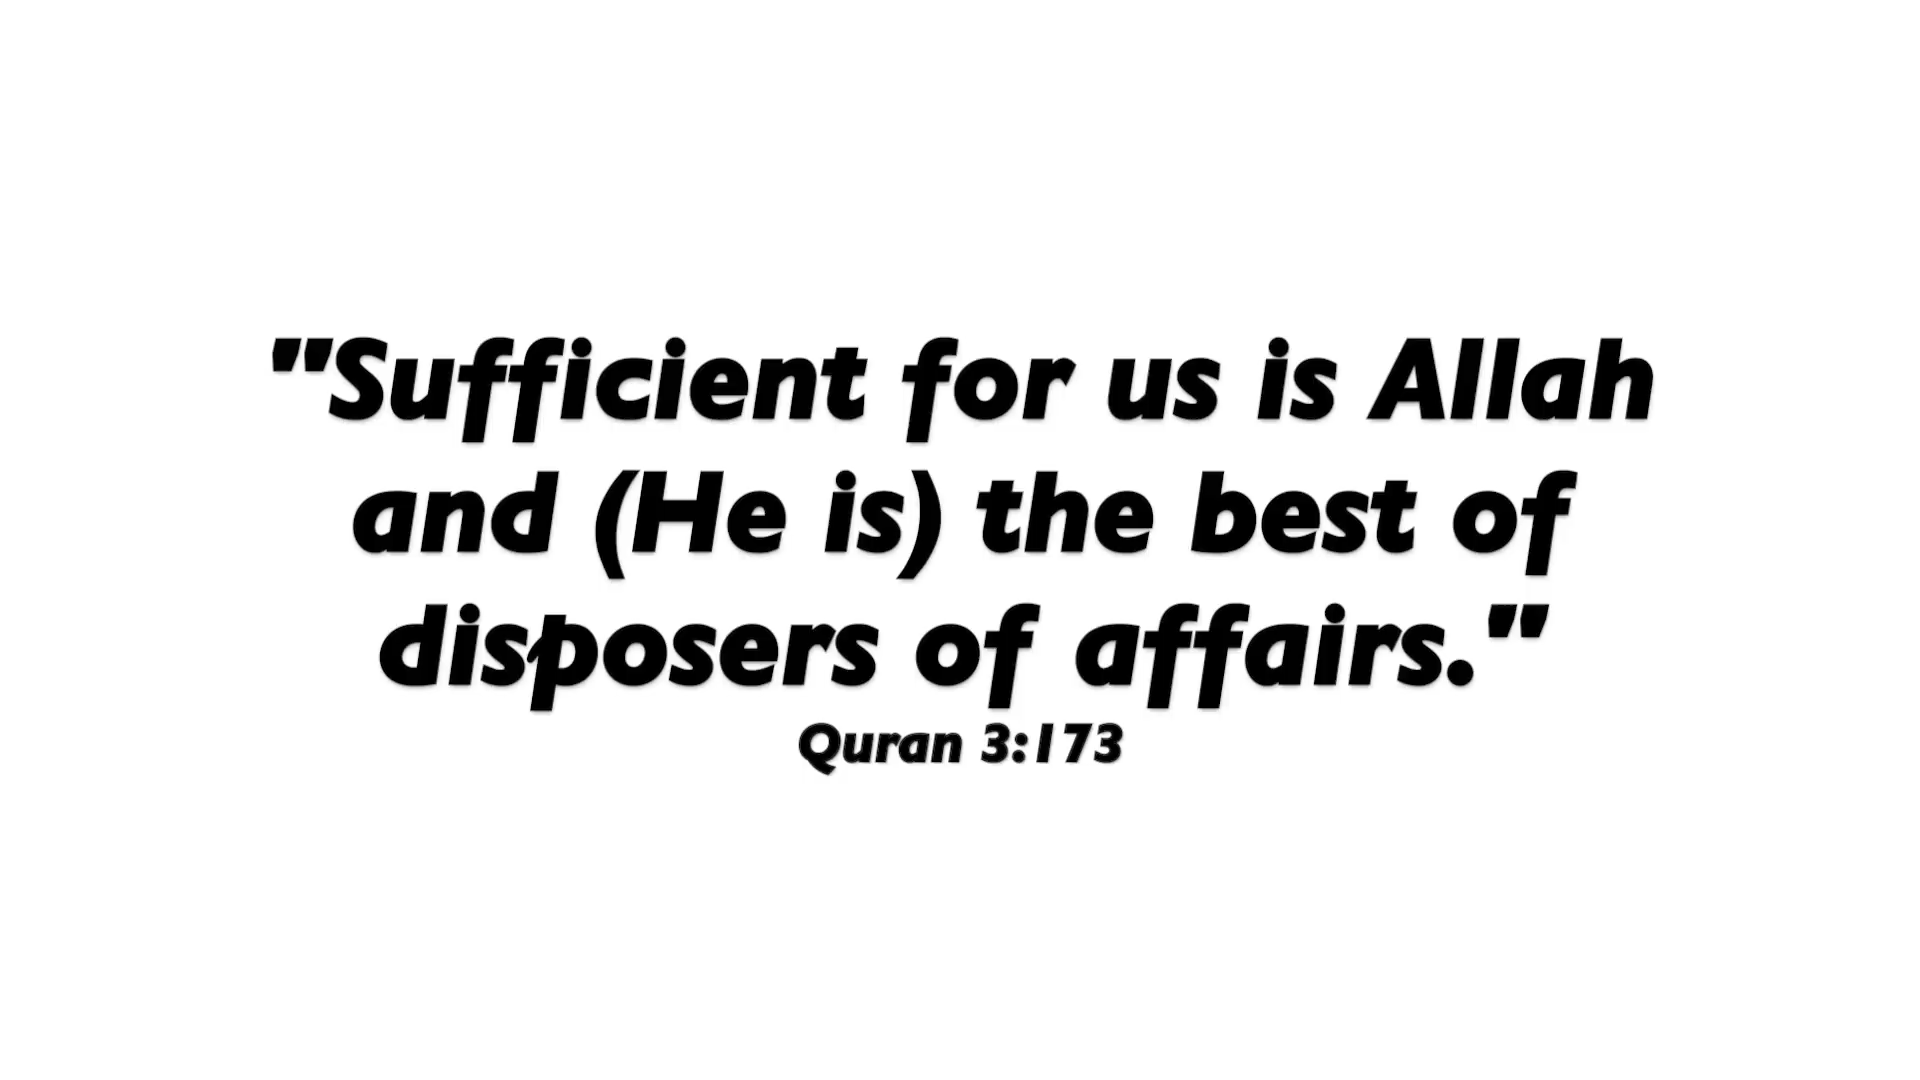 "Sufficient for us is Allah
and (He is) the best of
disposers of affairs."
Quran 3:173